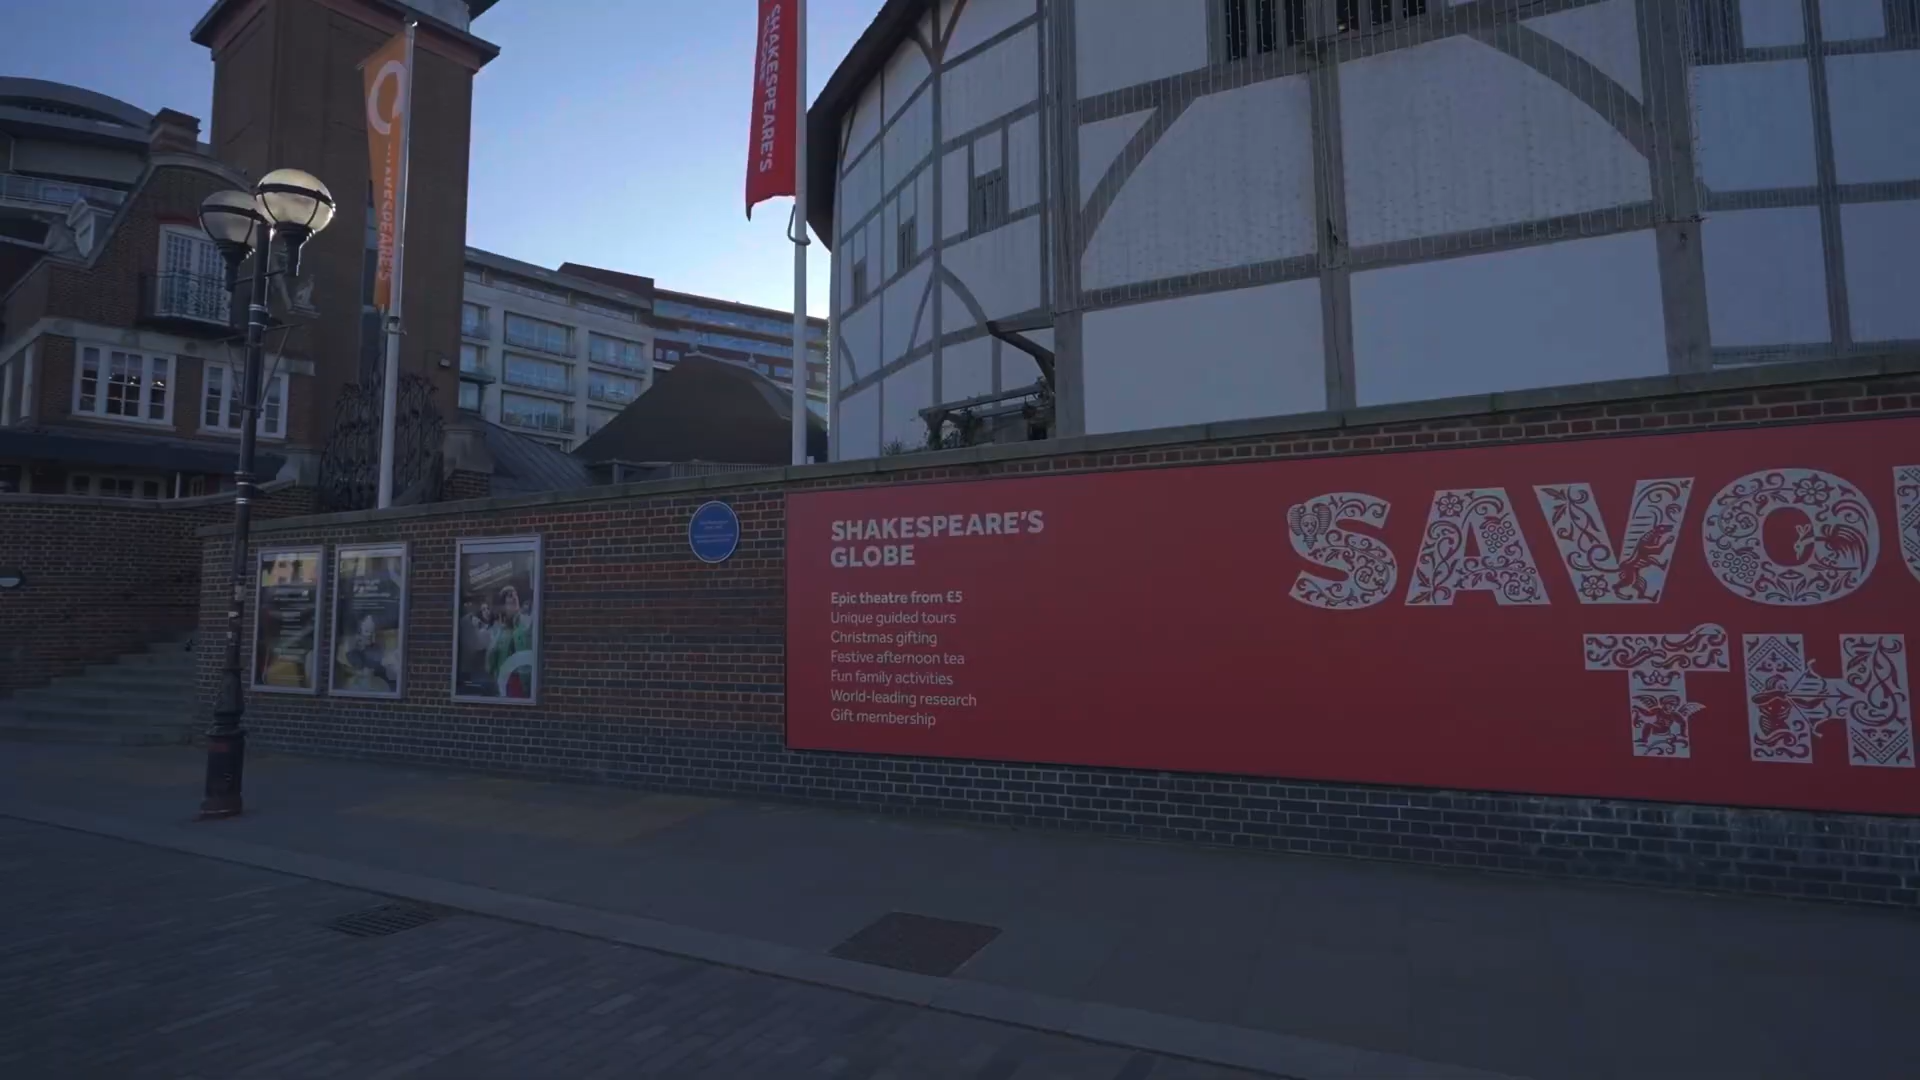 SHAKESPEARE'S
GLOBE
SHAKESPEARE'S
SHAKESPEARE'S
GLOBE
Epic theatre from £5
Unique guided tours
Christmas gifting
Festive afternoon tea
Fun family activities
World-leading research
Gift membership
SAVOU
TH